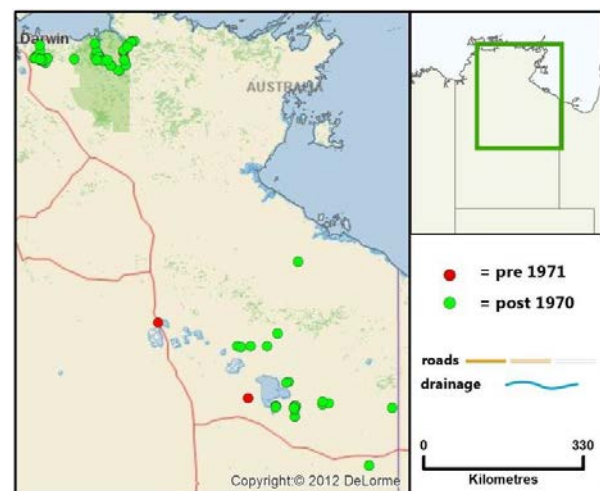 Darwin
AUSTRALIA
Copyright:© 2012 DeLorme
= pre 1971
= post 1970
roads
drainage
0 330
Kilometres